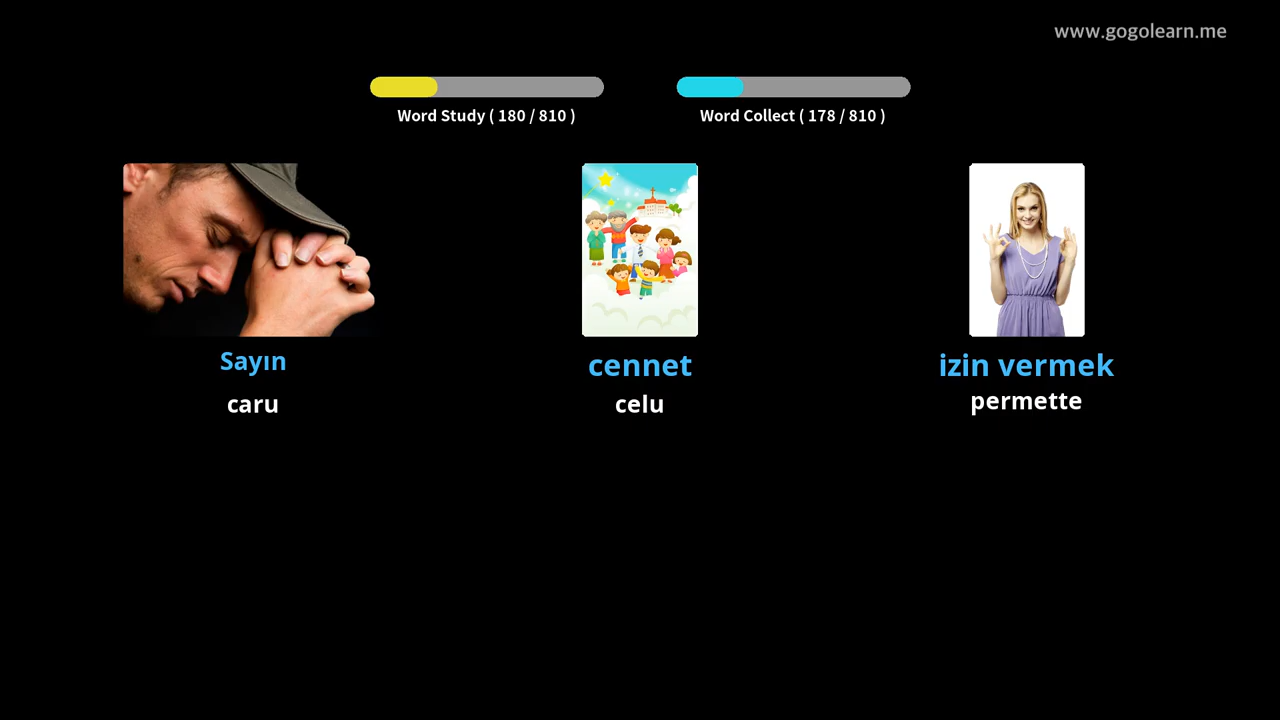 www.gogolearn.me
Word Study ( 180 / 810 )
Word Collect ( 178 / 810 )
Sayın
cennet
izin vermek
caru
celu
permette